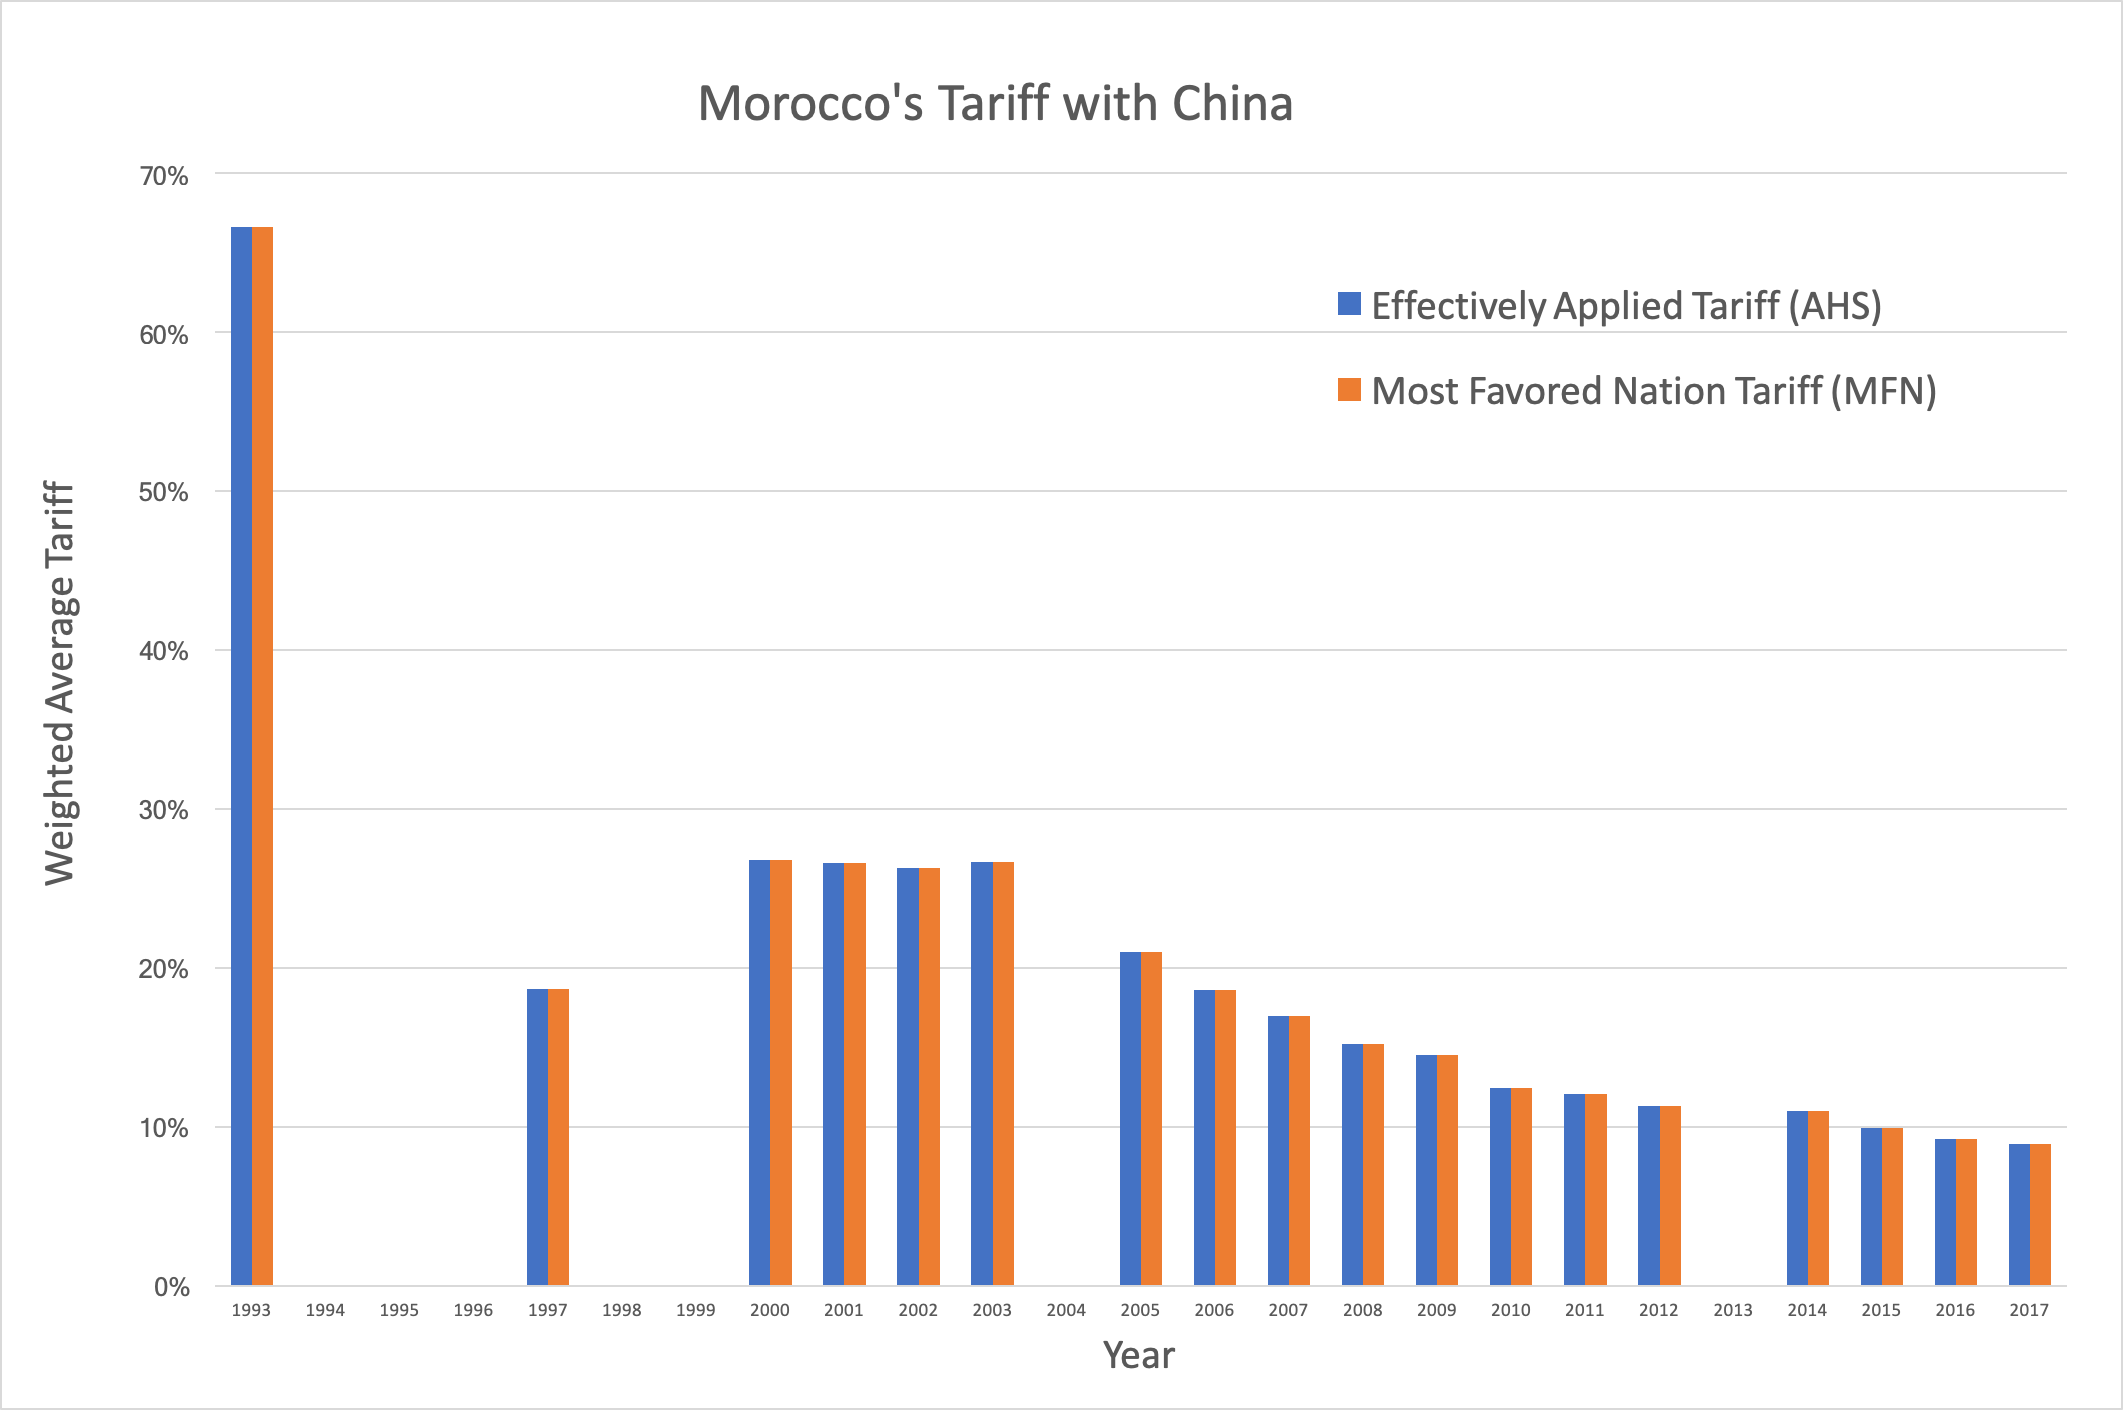 Morocco's Tariff with China
70%
Effectively Applied Tariff (AHS)
60%
Most Favored Nation Tariff (MFN)
50%
40%
30%
20%
10%
0%
Weighted Average Tariff
1993 1994 1995 1996 1997 1998 1999 2000 2001 2002 2003 2004 2005 2006 2007 2008 2009 2010 2011 2012 2013 2014 2015 2016 2017
Year